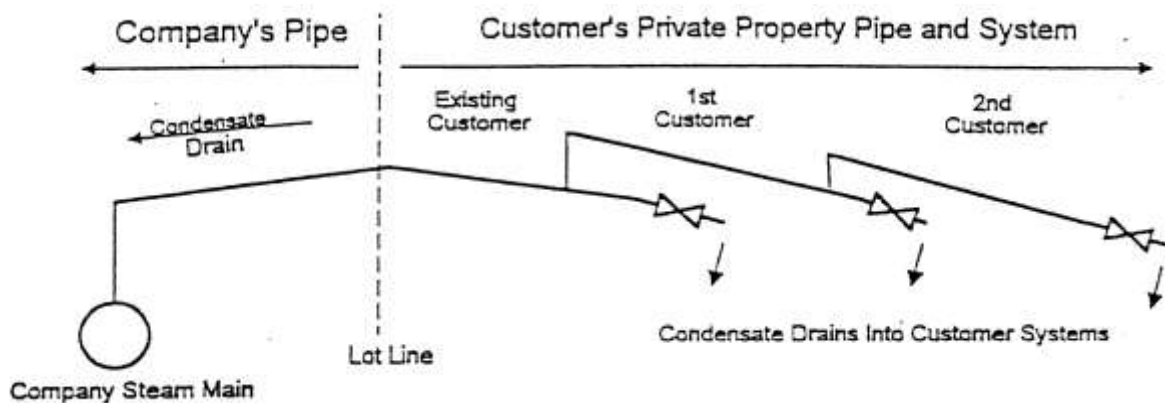 Company's Pipe
Customer's Private Property Pipe and System
Condensate
Drain
Existing
Customer
1st
Customer
2nd
Customer
Condensate Drains Into Customer Systems
Lot Line
Company Steam Main